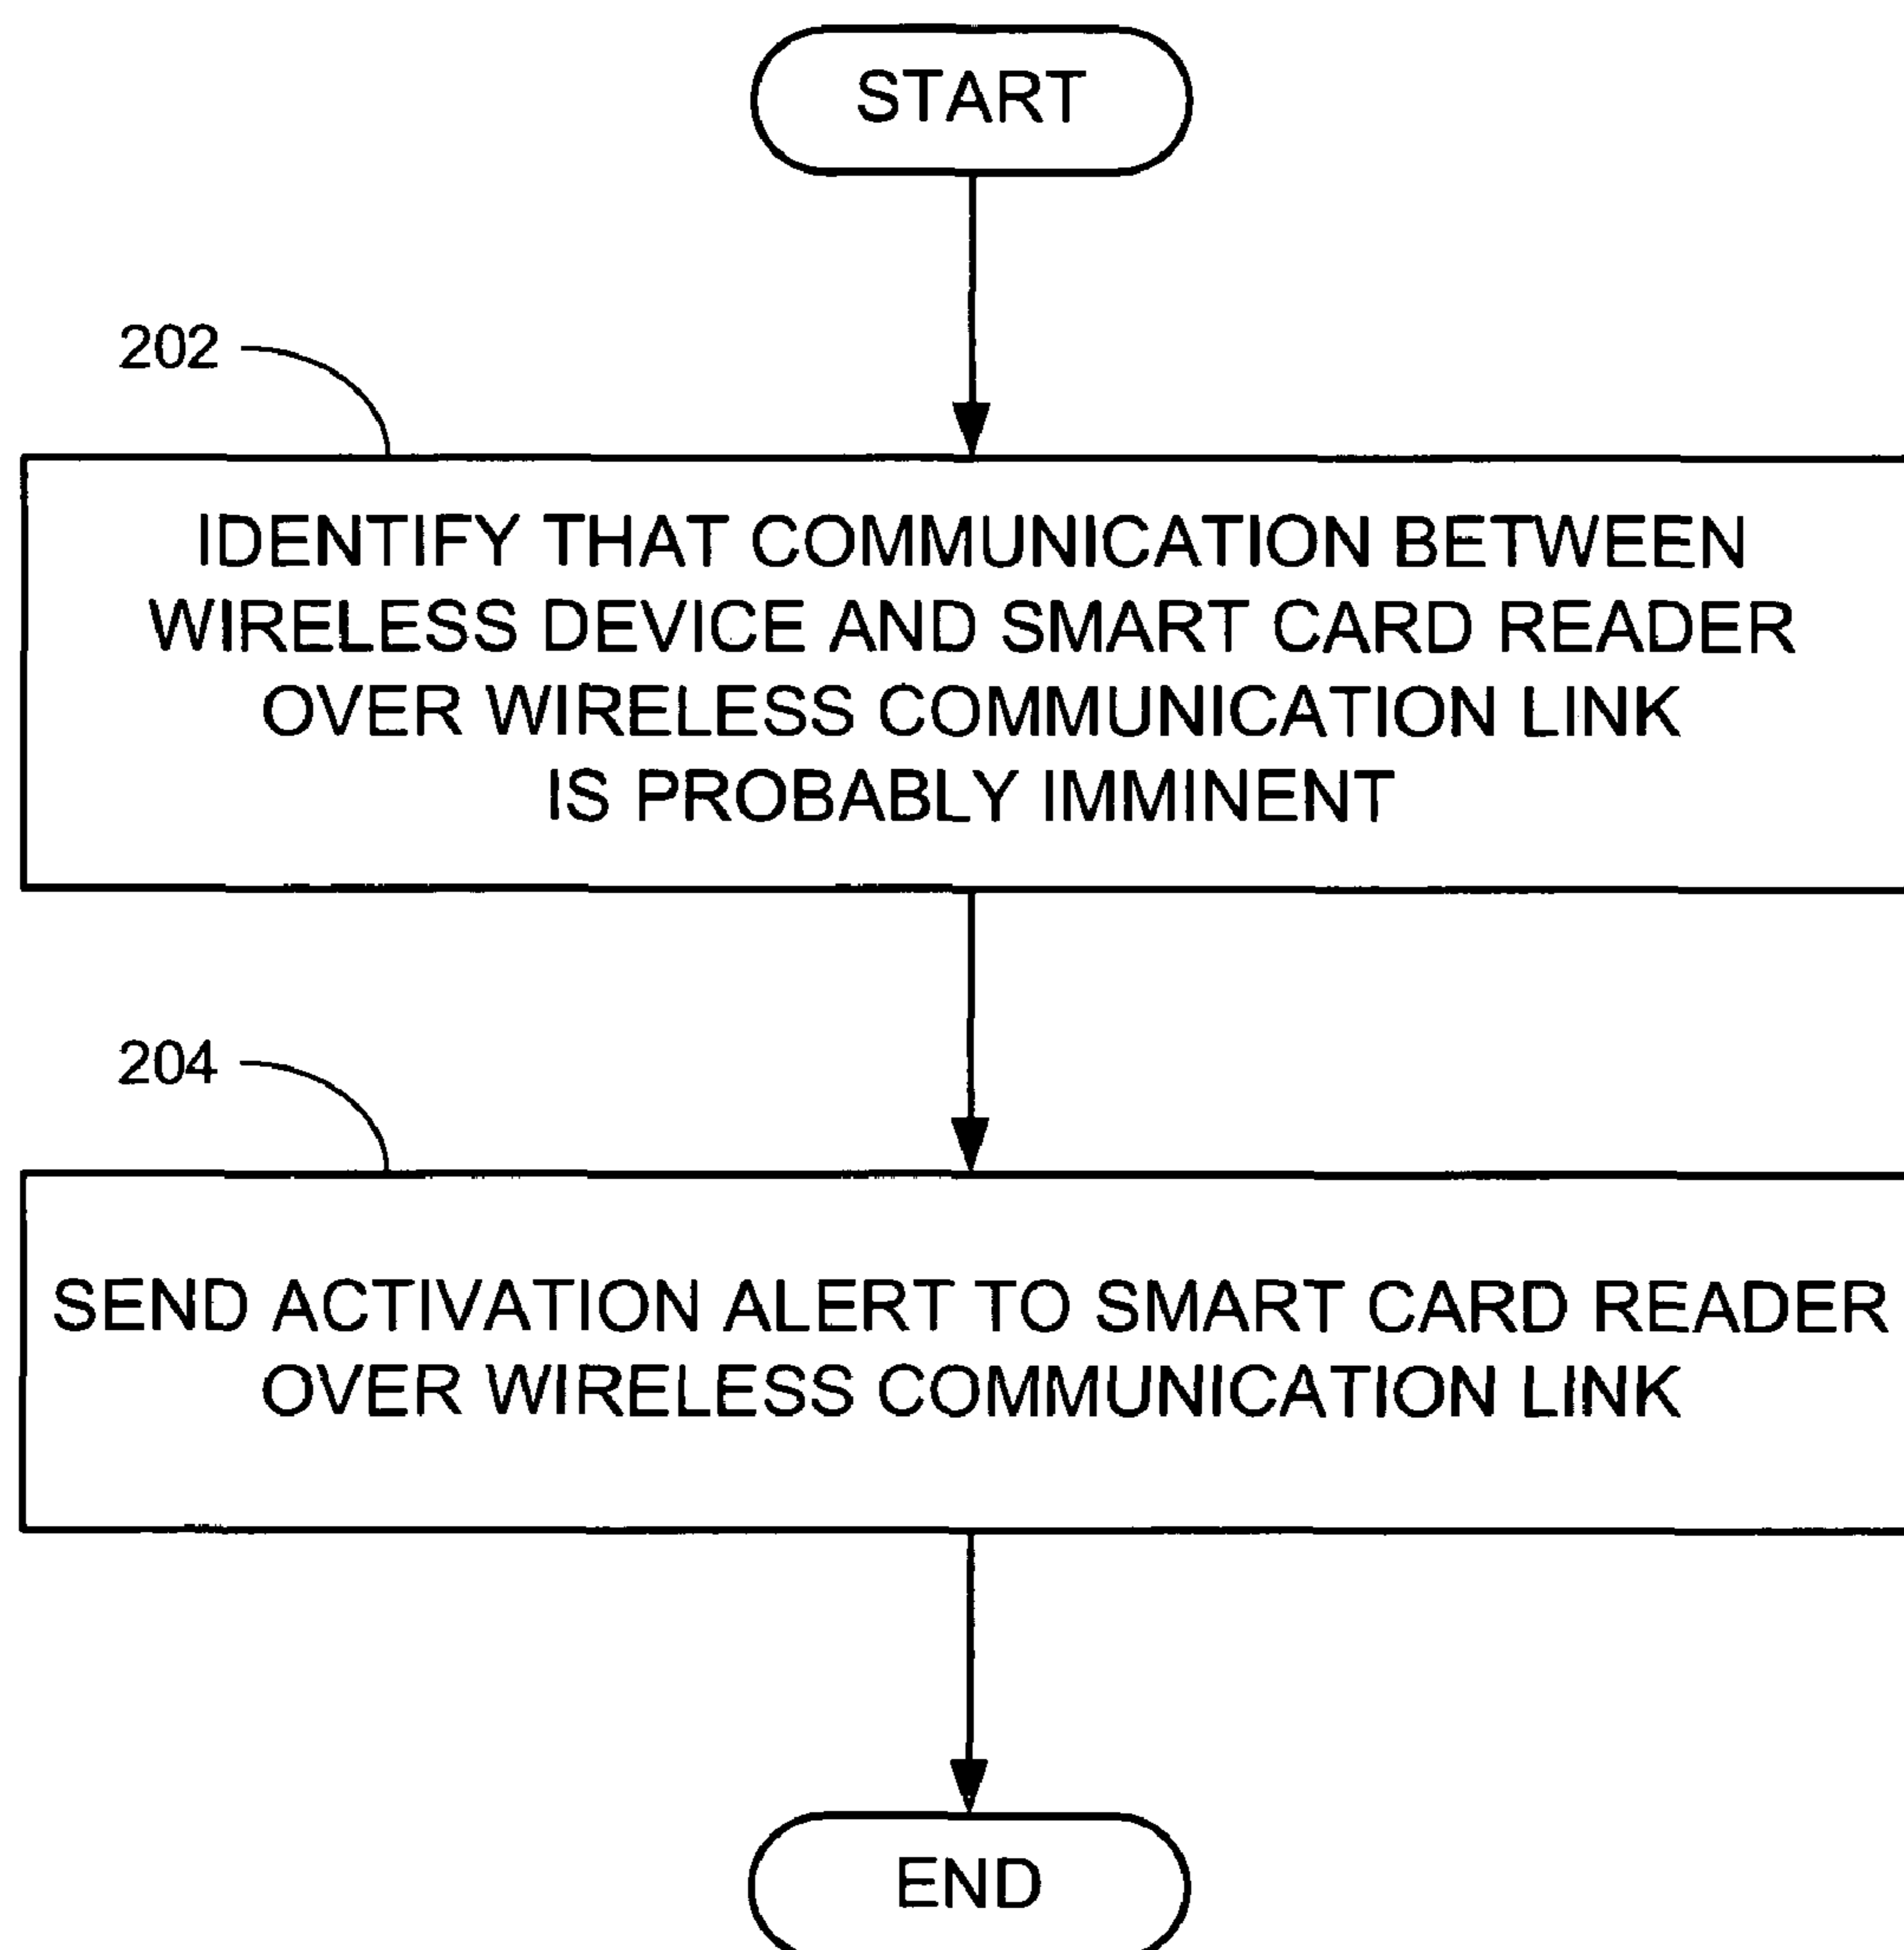 START
202
IDENTIFY THAT COMMUNICATION BETWEEN
WIRELESS DEVICE AND SMART CARD READER
OVER WIRELESS COMMUNICATION LINK
IS PROBABLY IMMINENT
204
SEND ACTIVATION ALERT TO SMART CARD READER
OVER WIRELESS COMMUNICATION LINK
END